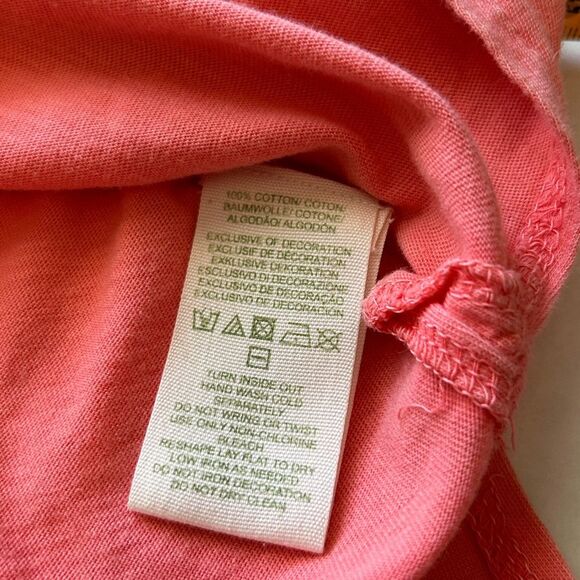 100% COTTON/ COTON/
BAUMWOLLE/ COTONE/
ALGODÃO/ ALGODÓN
EXCLUSIVE OF DECORATION
EXCLUSIF DE DÉCORATION
EXKLUSIVE DEKORATION
ESCLUSIVO DI DECORAZIONE
EXCLUSIVO DE DECORAÇÃO
EXCLUSIVO DE DECORACIÓN
TURN INSIDE OUT
HAND WASH COLD
SEPARATELY
DO NOT WRING OR TWIST
USE ONLY NON-CHLORINE
BLEACH
RESHAPE LAY FLAT TO DRY
LOW IRON AS NEEDED
DO NOT IRON DECORATION
DO NOT DRY CLEAN